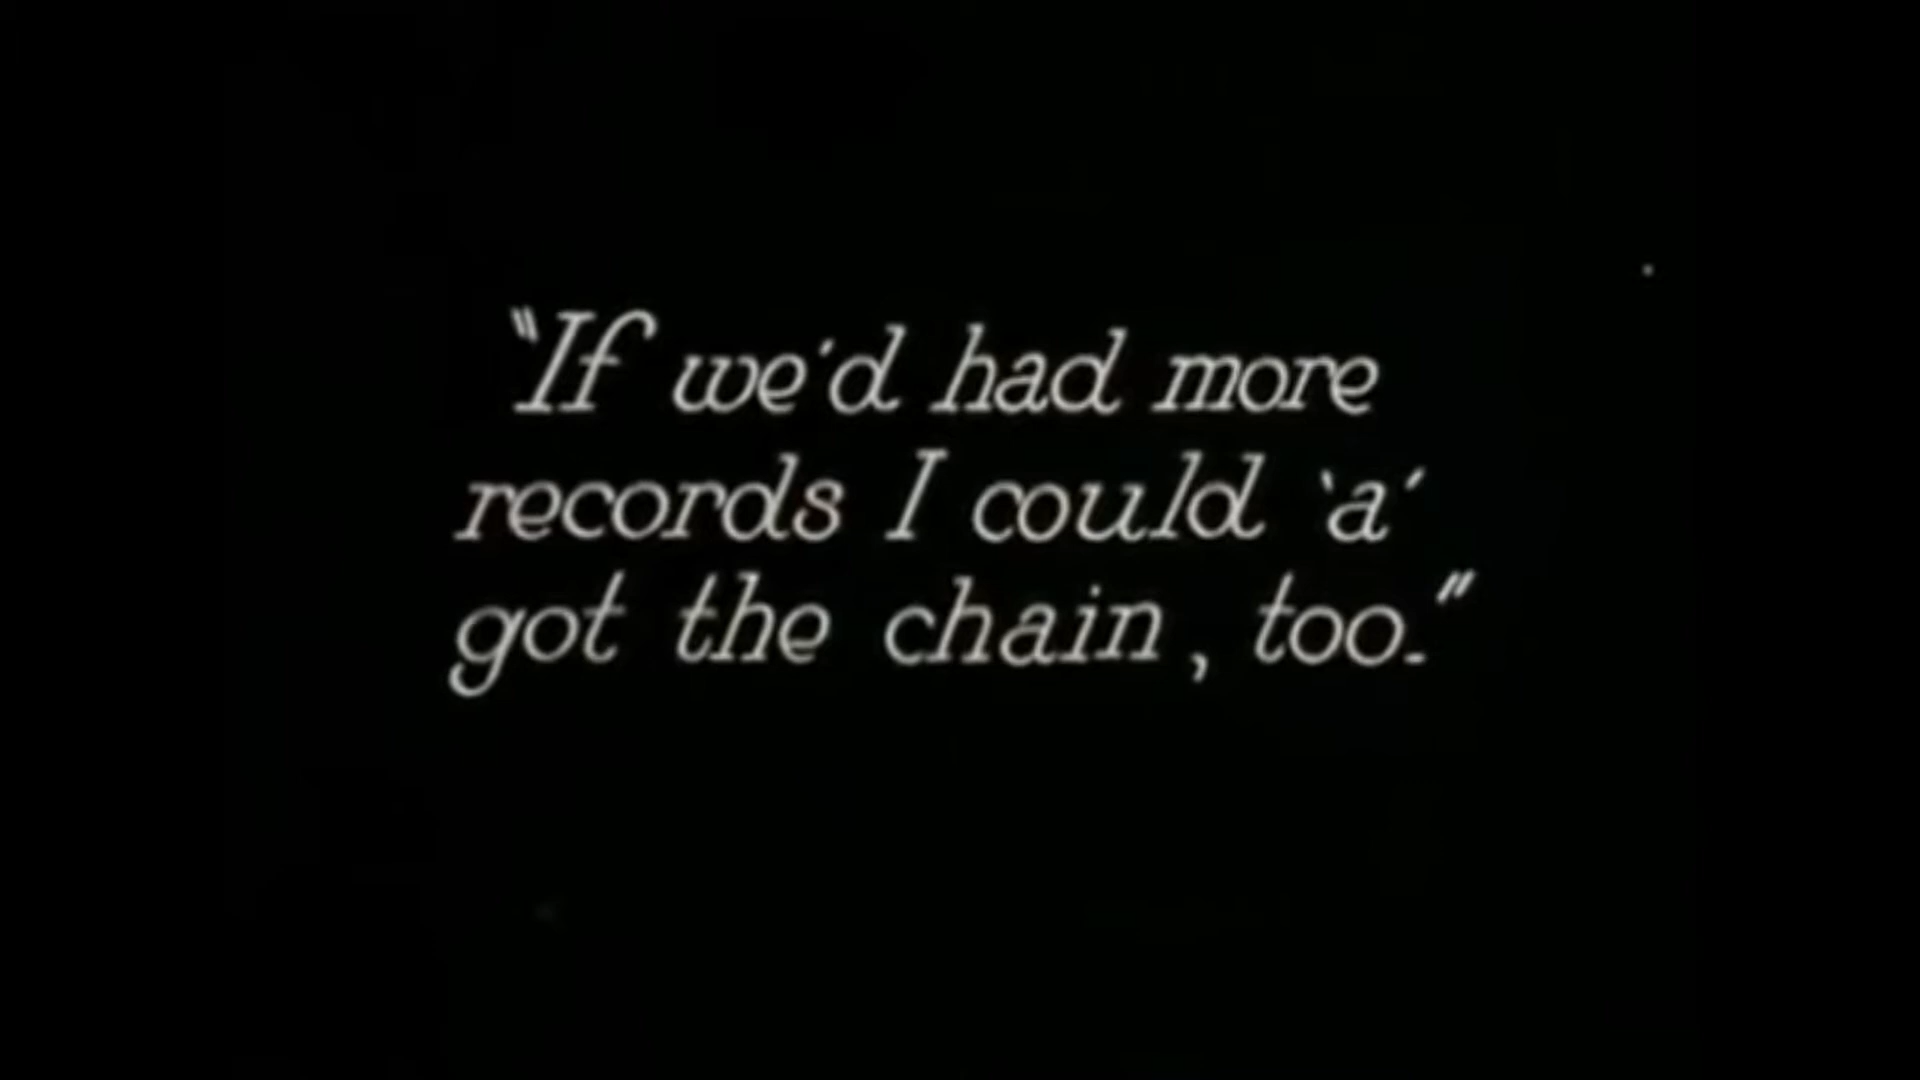 "If we'd had more
records I could 'a'
got the chain, too."